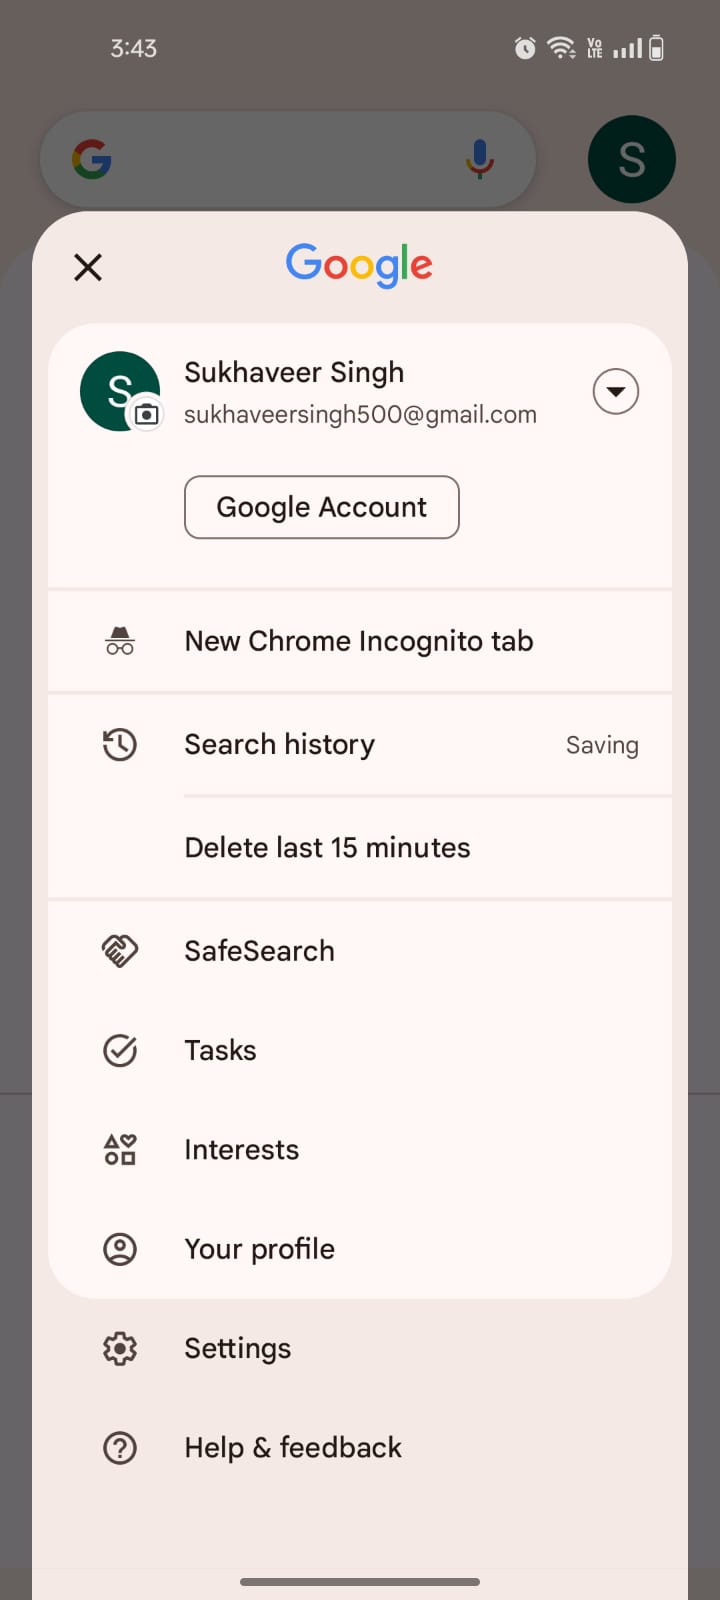 3:43
Vo
LTE
G
S
Google
S
Sukhaveer Singh
sukhaveersingh500@gmail.com
Google Account
New Chrome Incognito tab
Search history Saving
Delete last 15 minutes
SafeSearch
Tasks
Interests
Your profile
Settings
Help & feedback